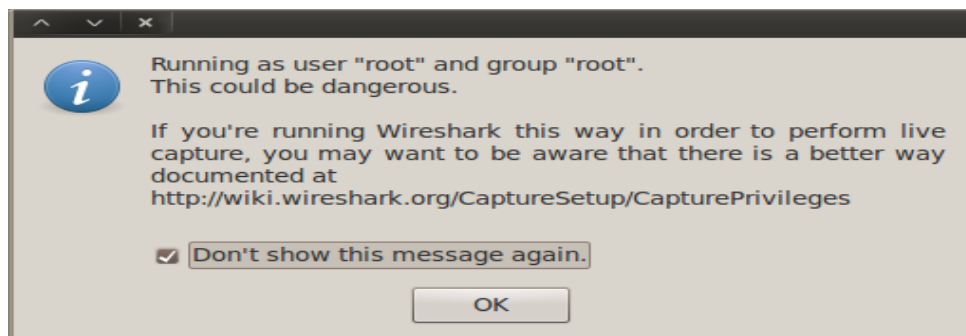 Running as user "root" and group "root".
This could be dangerous.
If you're running Wireshark this way in order to perform live
capture, you may want to be aware that there is a better way
documented at
http://wiki.wireshark.org/CaptureSetup/CapturePrivileges
Don't show this message again.
OK